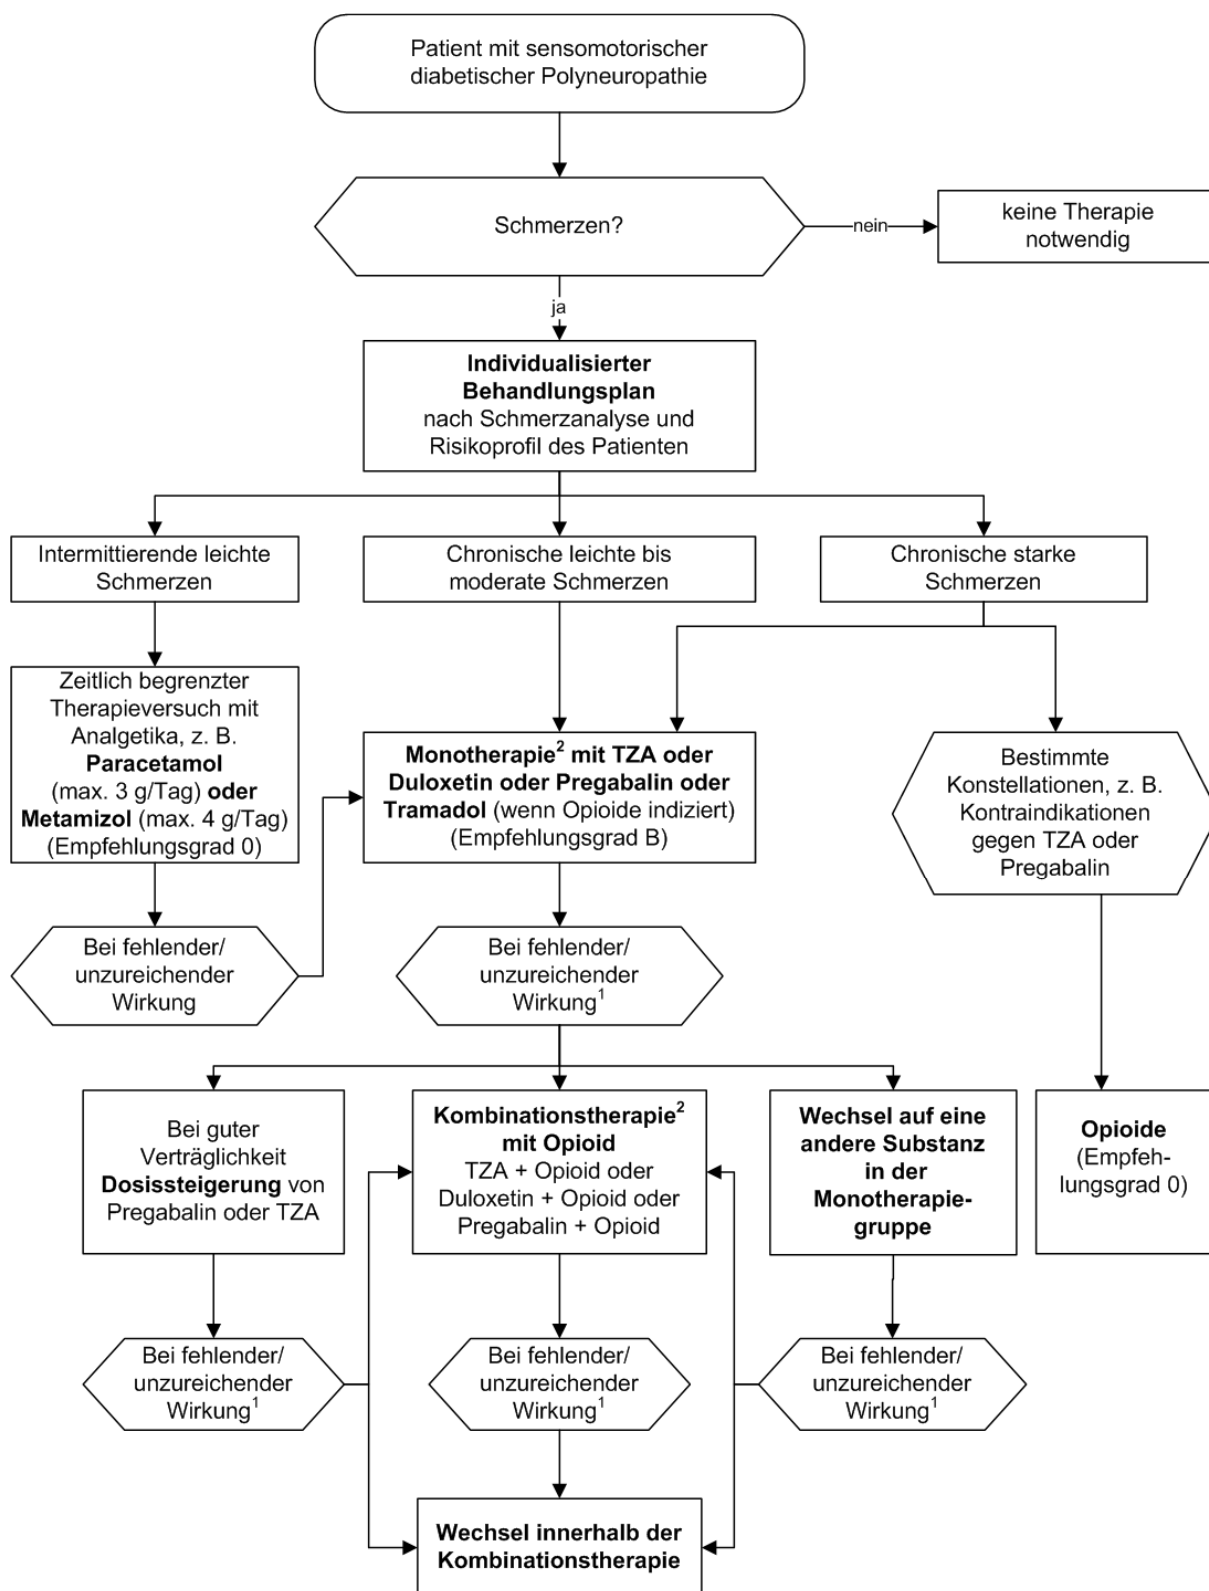 Patient mit sensomotorischer
diabetischer Polyneuropathie
Schmerzen?
nein
keine Therapie
notwendig
ja
Individualisierter
Behandlungsplan
nach Schmerzanalyse und
Risikoprofil des Patienten
Intermittierende leichte
Schmerzen
Chronische leichte bis
moderate Schmerzen
Chronische starke
Schmerzen
Zeitlich begrenzter
Therapieversuch mit
Analgetika, z. B.
Paracetamol
(max. 3 g/Tag) oder
Metamizol (max. 4 g/Tag)
(Empfehlungsgrad 0)
Monotherapie² mit TZA oder
Duloxetin oder Pregabalin oder
Tramadol (wenn Opioide indiziert)
(Empfehlungsgrad B)
Bestimmte
Konstellationen, z. B.
Kontraindikationen
gegen TZA oder
Pregabalin
Bei fehlender/
unzureichender
Wirkung
Bei fehlender/
unzureichender
Wirkung¹
Bei guter
Verträglichkeit
Dosissteigerung von
Pregabalin oder TZA
Kombinationstherapie²
mit Opioid
TZA + Opioid oder
Duloxetin + Opioid oder
Pregabalin + Opioid
Wechsel auf eine
andere Substanz
in der
Monotherapie-
gruppe
Opioide
(Empfeh-
lungsgrad 0)
Bei fehlender/
unzureichender
Wirkung¹
Bei fehlender/
unzureichender
Wirkung¹
Bei fehlender/
unzureichender
Wirkung¹
Wechsel innerhalb der
Kombinationstherapie